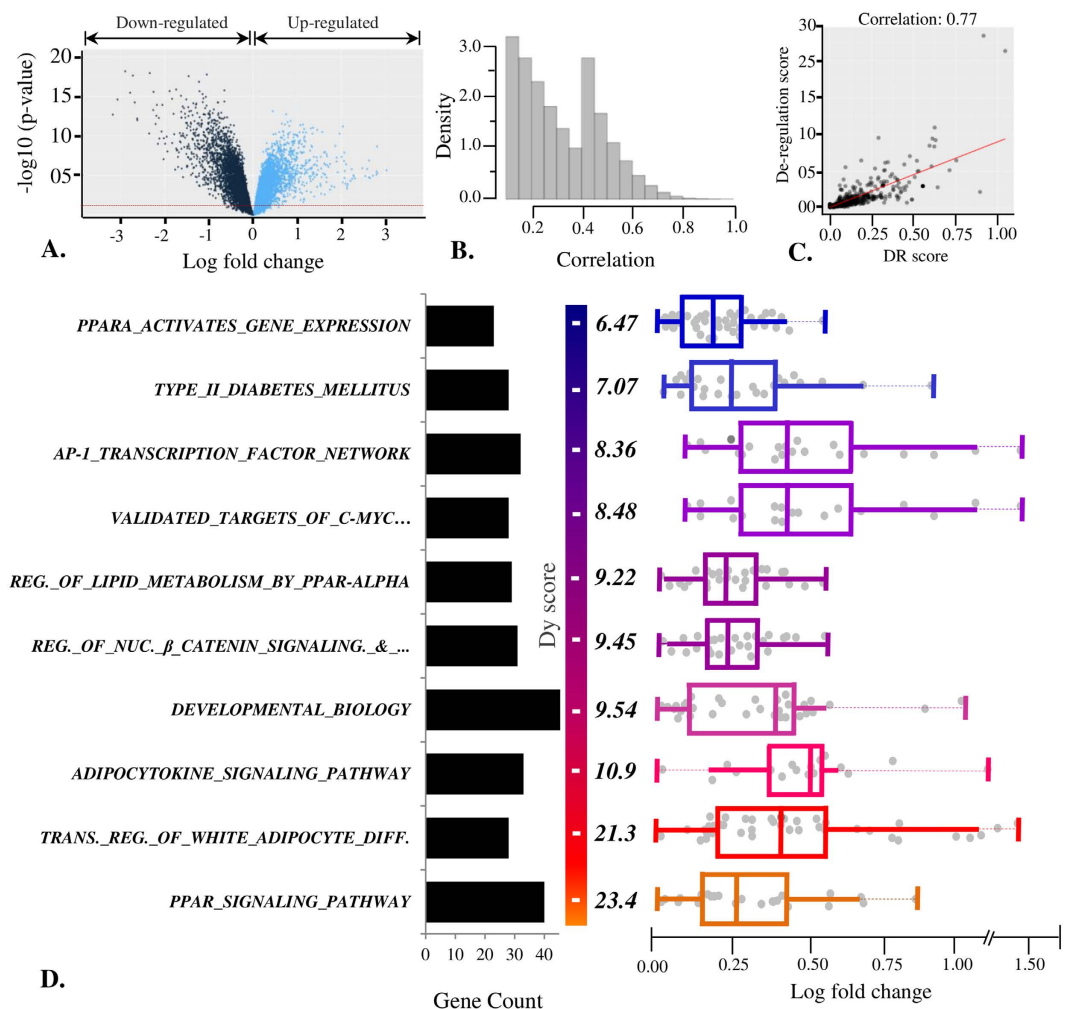 Down-regulated Up-regulated
-log10 (p-value)
20
15
10
05
-3 -2 -1 0 1 2 3
Log fold change
A.
Density
3.0
2.0
1.0
0.0
0.2 0.4 0.6 0.8 1.0
Correlation
B.
Correlation: 0.77
De-regulation score
30
25
15
10
05
00
0.0 0.25 0.50 0.75 1.00
DR score
C.
PPARA_ACTIVATES_GENE_EXPRESSION
TYPE_II_DIABETES_MELLITUS
AP-1_TRANSCRIPTION_FACTOR_NETWORK
VALIDATED_TARGETS_OF_C-MYC...
REG._OF_LIPID_METABOLISM_BY_PPAR-ALPHA
REG._OF_NUC._β_CATENIN_SIGNALING._&_...
DEVELOPMENTAL_BIOLOGY
ADIPOCYTOKINE_SIGNALING_PATHWAY
TRANS._REG._OF_WHITE_ADIPOCYTE_DIFF.
PPAR_SIGNALING_PATHWAY
0 10 20 30 40
Gene Count
Dy score
6.47
7.07
8.36
8.48
9.22
9.45
9.54
10.9
21.3
23.4
0.00 0.25 0.50 0.75 1.00 1.50
Log fold change
D.